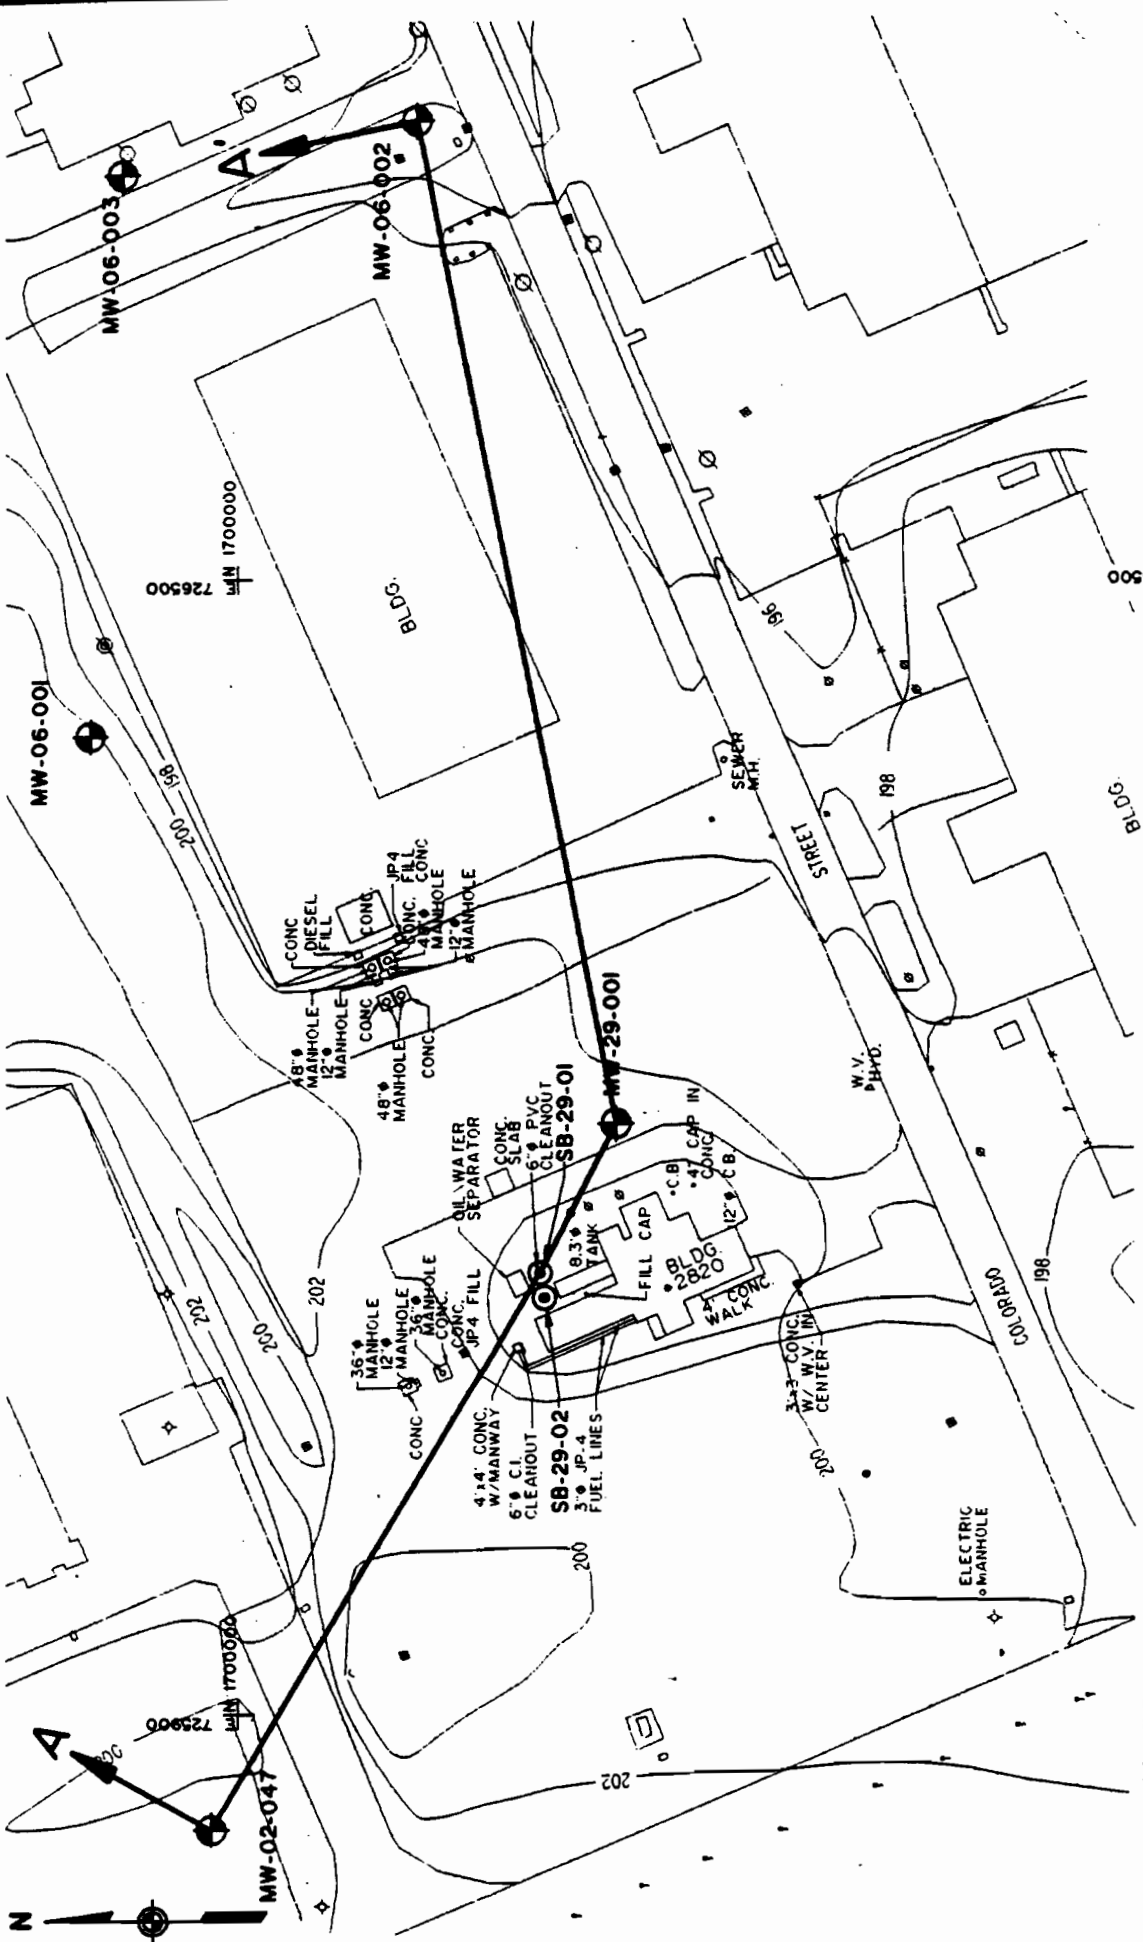 N
A
MW-02-047
725900
N 1700000
202
200
202
MW-06-001
200
198
726500
N 1700000
BLDG.
MW-06-003
A
MW-06-002
CONC
DIESEL
FILL
CONC.
JP4
CONC. FILL
CONC
48"ø
MANHOLE
12"ø
MANHOLE
48"ø
MANHOLE
12"ø
MANHOLE
CONC
48"ø
MANHOLE
CONC.
36"ø
MANHOLE
12"ø
MANHOLE
36"ø
MANHOLE
CONC.
CONC.
JP4 FILL
CONC
OIL\WATER
SEPARATOR
CONC.
SLAB
6"ø PVC
CLEANOUT
SB-29-01
MW-29-001
4'x4' CONC.
W/MANWAY
6"ø C.I.
CLEANOUT
SB-29-02
3"ø JP-4
FUEL LINES
8.3'ø
TANK
FILL CAP
BLDG.
2820
C.B.
CAP IN
CONC.
12"ø C.B.
4' CONC.
WALK
3'x3' CONC.
W/ W.V. IN
CENTER
W.V.
HYD.
SEWER
M.H.
200
200
202
ELECTRIC
MANHOLE
COLORADO
STREET
198
198
196
BLDG.
500